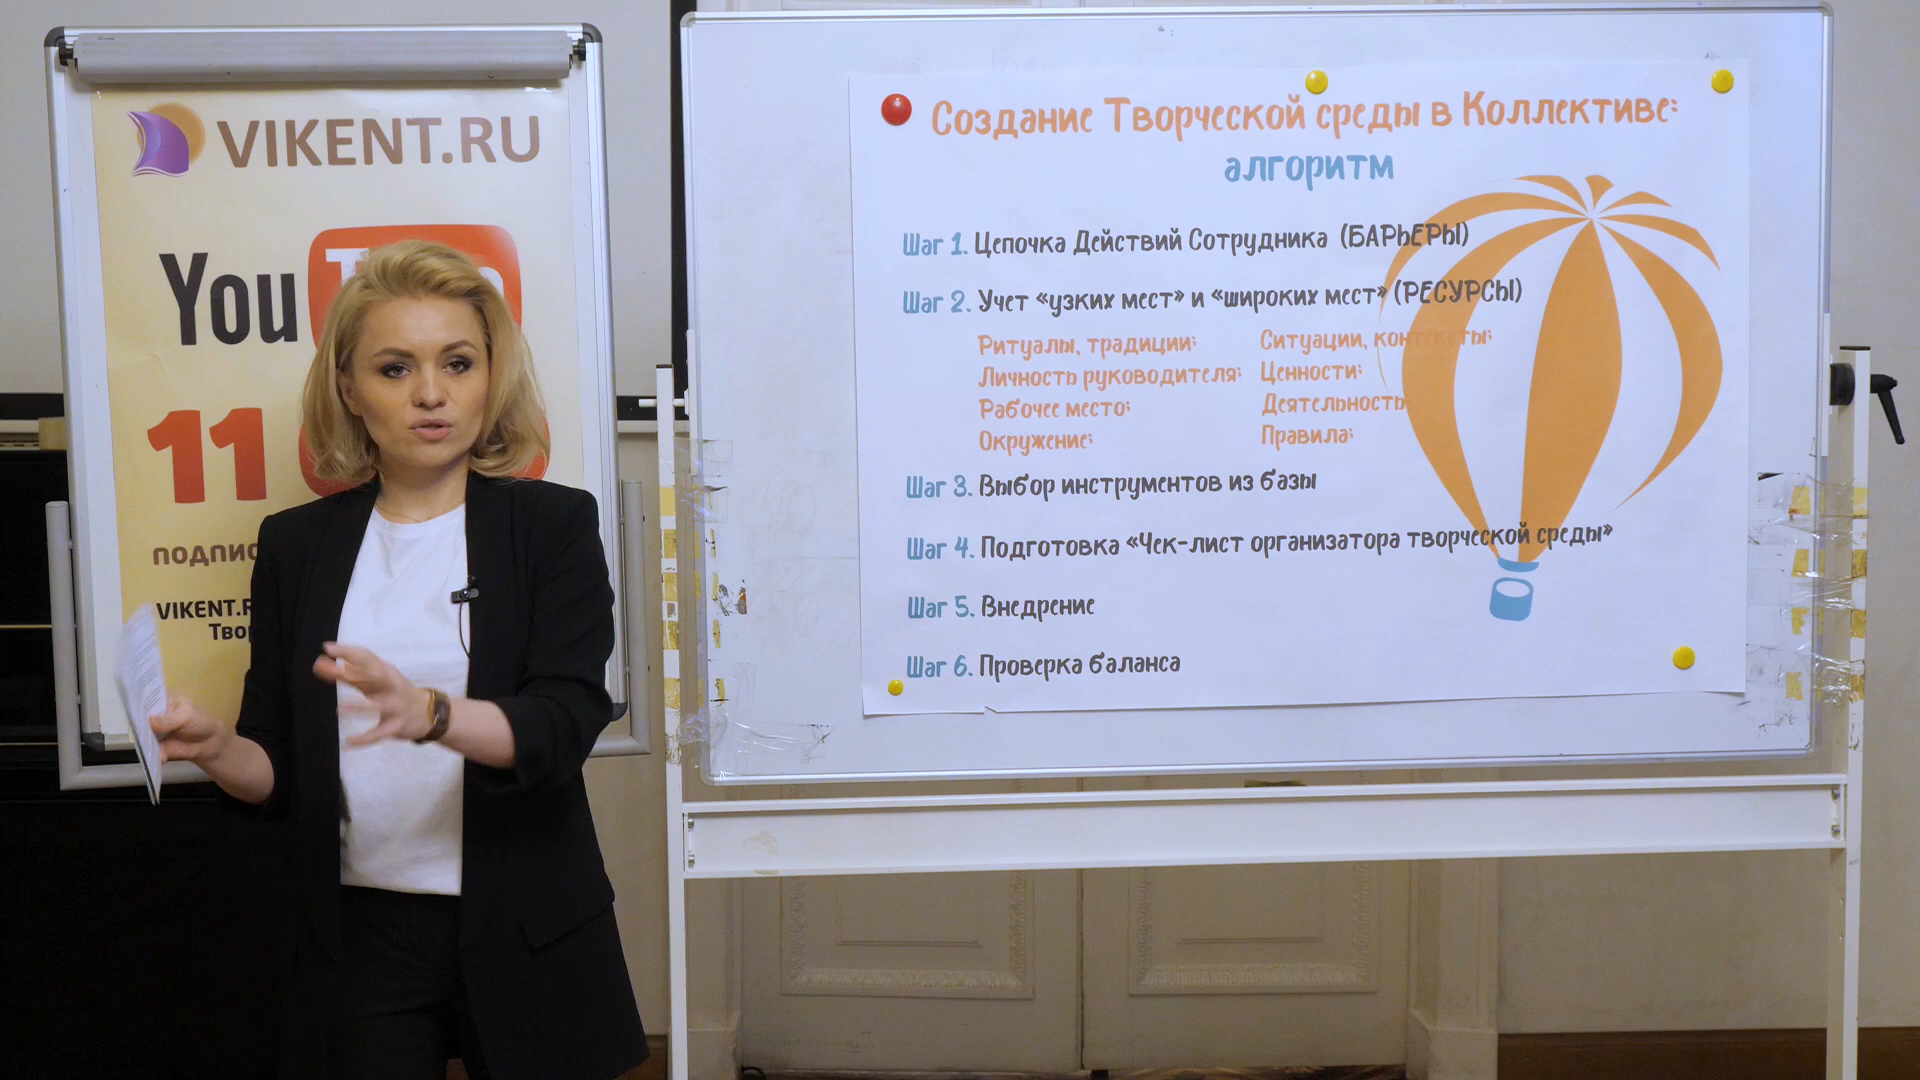 VIKENT.RU
You
11
VIKENT.R
Создание Творческой среды в Коллективе:
алгоритм
Шаг 1. Цепочка Действий Сотрудника (БАРЬЕРЫ)
Шаг 2. Учет «узких мест» и «широких мест» (РЕСУРСЫ)
Ритуалы, традиции; Ситуации, контексты;
Личность руководителя; Ценности;
Рабочее место; Деятельность;
Окружение; Правила;
Шаг 3. Выбор инструментов из базы
Шаг 4. Подготовка «Чек-лист организатора творческой среды»
Шаг 5. Внедрение
Шаг 6. Проверка баланса